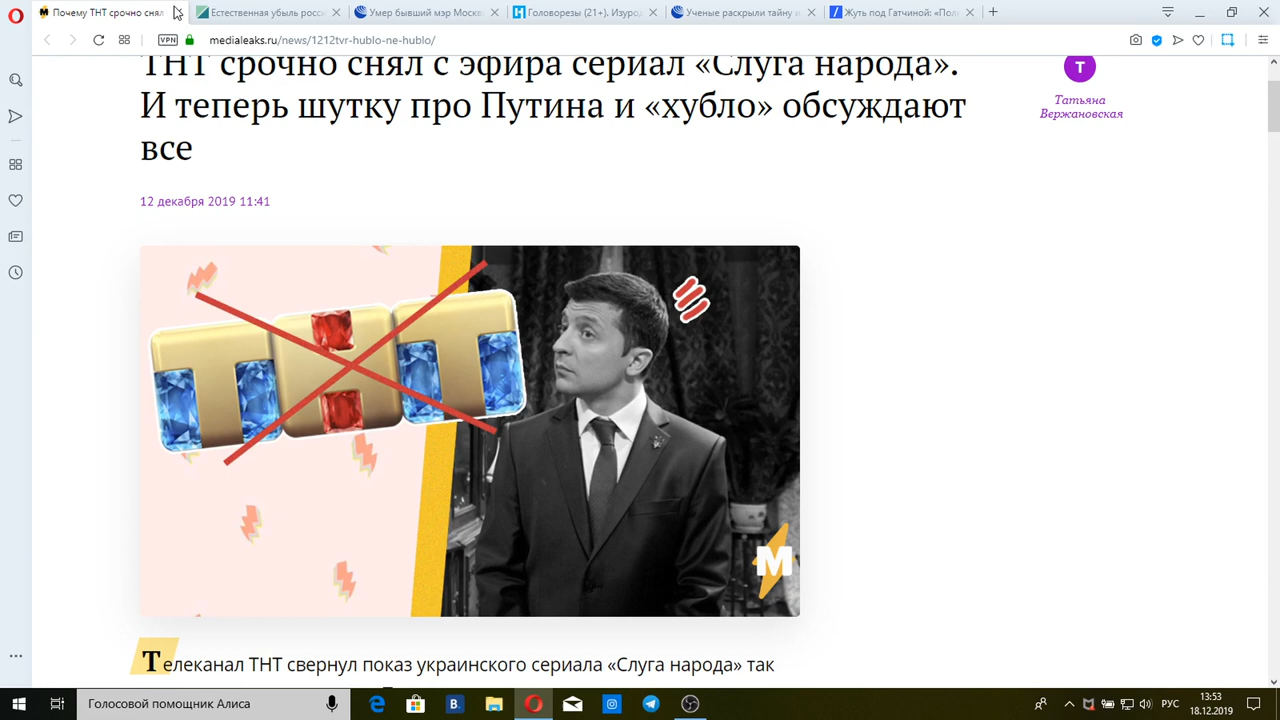 Почему ТНТ срочно снял
Естественная убыль росси
Умер бывший мэр Москв
Головорезы (21+). Изурод
Ученые раскрыли тайну и
Жуть под Гатчиной: «Пол
VPN
medialeaks.ru/news/1212tvr-hublo-ne-hublo/
ТНТ срочно снял с эфира сериал «Слуга народа».
И теперь шутку про Путина и «хубло» обсуждают
все
Т
Татьяна
Вержановская
12 декабря 2019 11:41
ТНТ
М
Телеканал ТНТ свернул показ украинского сериала «Слуга народа» так
Голосовой помощник Алиса
РУС
13:53
18.12.2019